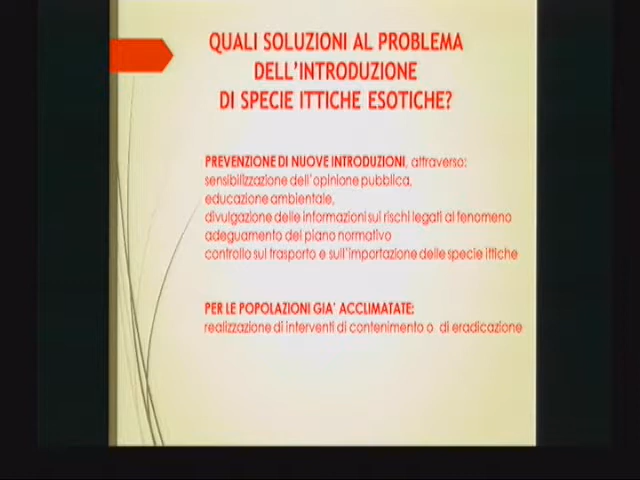 QUALI SOLUZIONI AL PROBLEMA
DELL'INTRODUZIONE
DI SPECIE ITTICHE ESOTICHE?
PREVENZIONE DI NUOVE INTRODUZIONI, attraverso:
sensibilizzazione dell'opinione pubblica,
educazione ambientale,
divulgazione delle informazioni sui rischi legati al fenomeno
adeguamento del piano normativo
controllo sul trasporto e sull'importazione delle specie ittiche
PER LE POPOLAZIONI GIA' ACCLIMATATE:
realizzazione di interventi di contenimento o di eradicazione